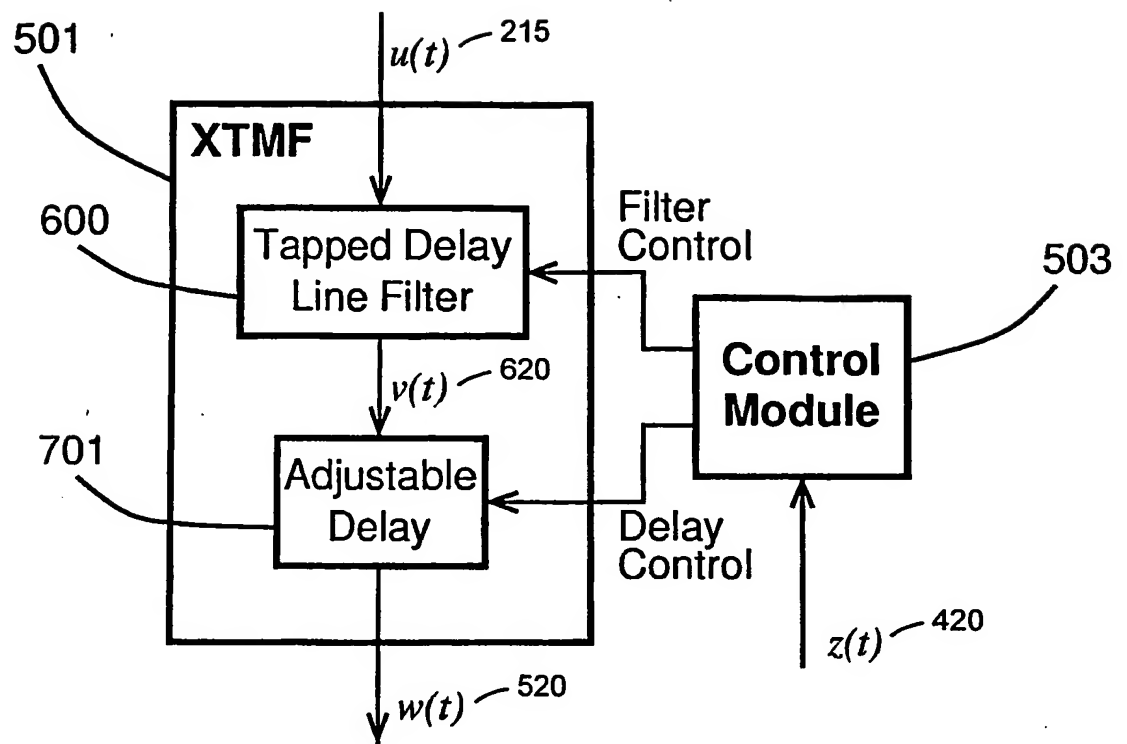 501
u(t) 215
XTMF
600
Tapped Delay
Line Filter
Filter
Control
503
Control
Module
v(t) 620
701
Adjustable
Delay
Delay
Control
z(t) 420
w(t) 520